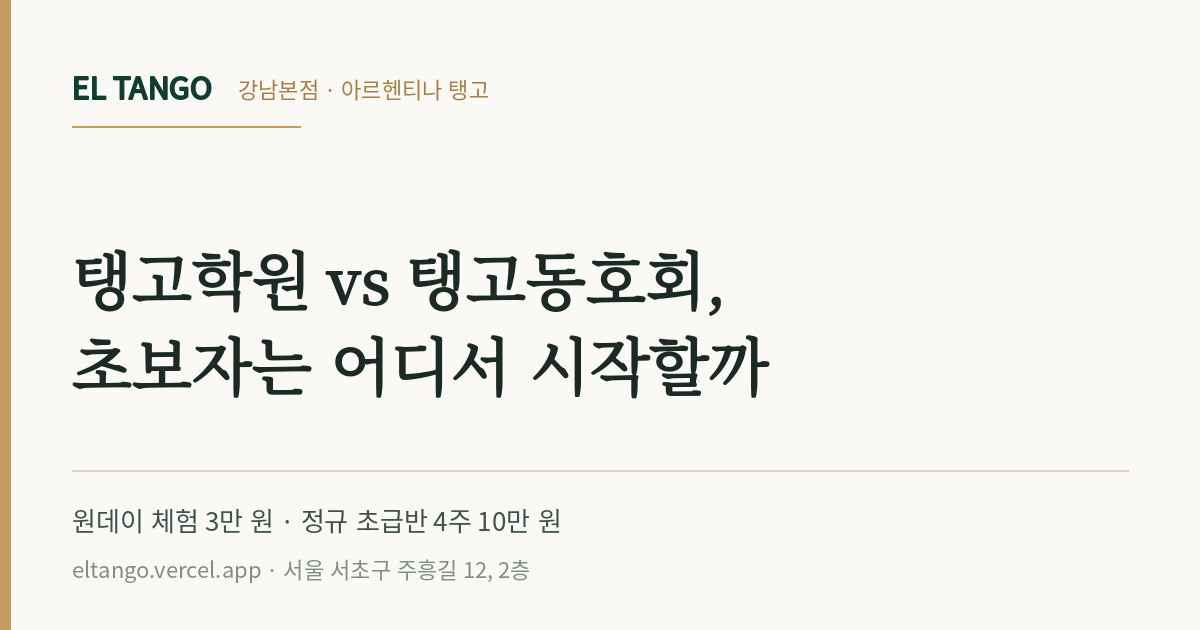 EL TANGO 강남본점 · 아르헨티나 탱고
탱고학원 vs 탱고동호회,
초보자는 어디서 시작할까
원데이 체험 3만 원 · 정규 초급반 4주 10만 원
eltango.vercel.app · 서울 서초구 주흥길 12, 2층